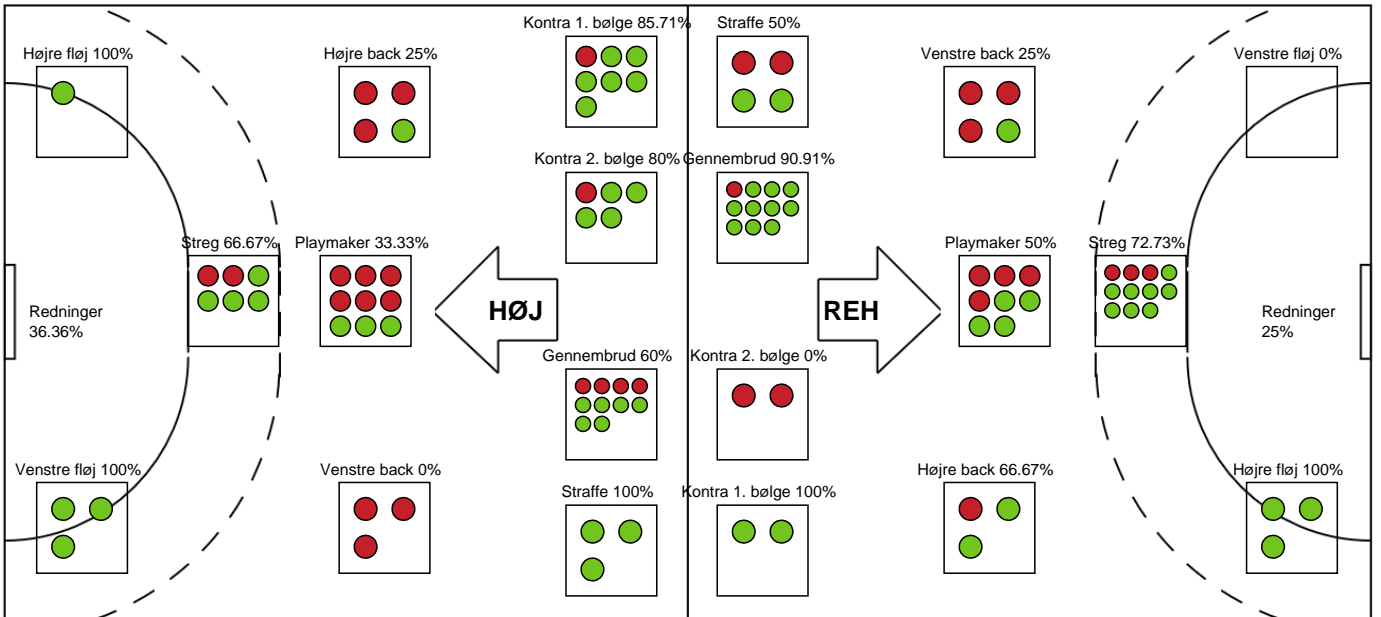 Kontra 1. bølge 85.71%
Straffe 50%
Højre fløj 100%
Højre back 25%
Venstre back 25%
Venstre fløj 0%
Kontra 2. bølge 80%
Gennembrud 90.91%
Streg 66.67%
Playmaker 33.33%
Playmaker 50%
Streg 72.73%
Redninger
36.36%
HØJ
REH
Redninger
25%
Gennembrud 60%
Kontra 2. bølge 0%
Venstre fløj 100%
Venstre back 0%
Højre back 66.67%
Højre fløj 100%
Straffe 100%
Kontra 1. bølge 100%